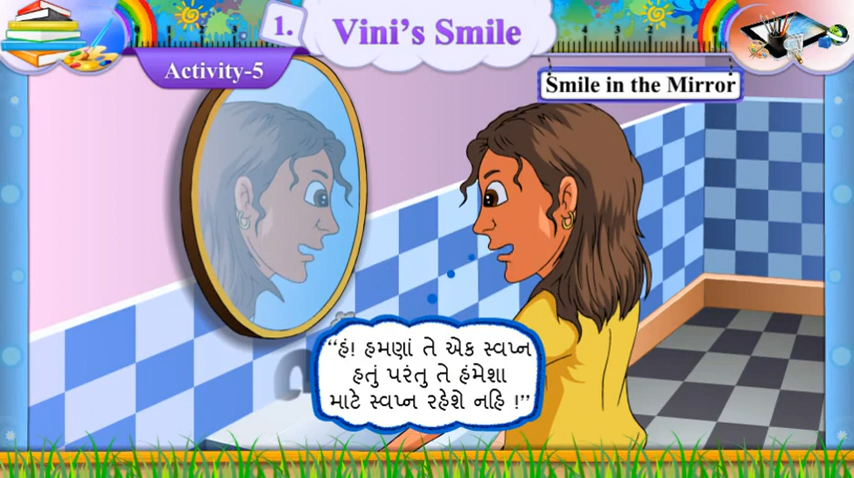 1.
Vini's Smile
Activity-5
Smile in the Mirror
“હં! હમણાં તે એક સ્વપ્ન
હતું પરંતુ તે હંમેશા
માટે સ્વપ્ન રહેશે નહિ !”